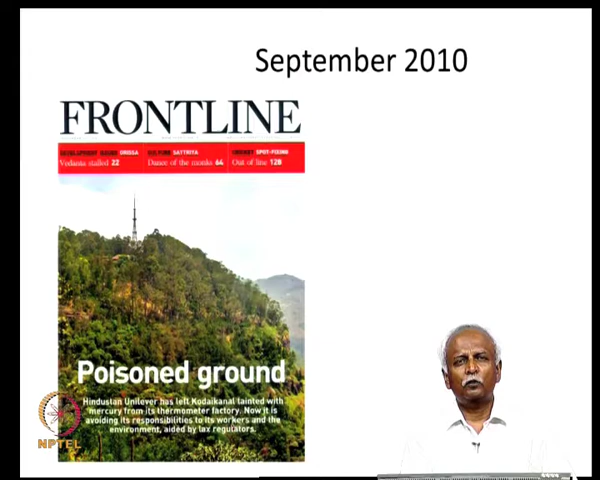 September 2010
FRONTLINE
DEVELOPMENT ISSUES ORISSA
Vedanta stalled 22
CULTURE SATTRIYA
Dance of the monks 64
CRICKET SPOT-FIXING
Out of line 128
Poisoned ground
Hindustan Unilever has left Kodaikanal tainted with
mercury from its thermometer factory. Now it is
avoiding its responsibilities to its workers and the
environment, aided by lax regulators.
NPTEL